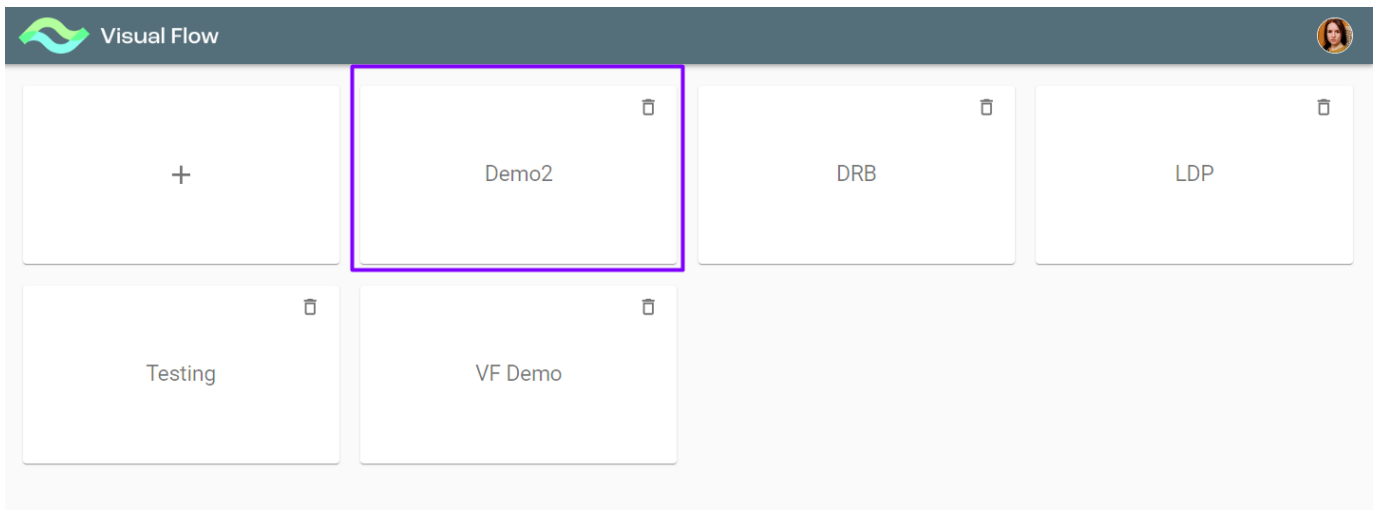 Visual Flow
+
Demo2
DRB
LDP
Testing
VF Demo